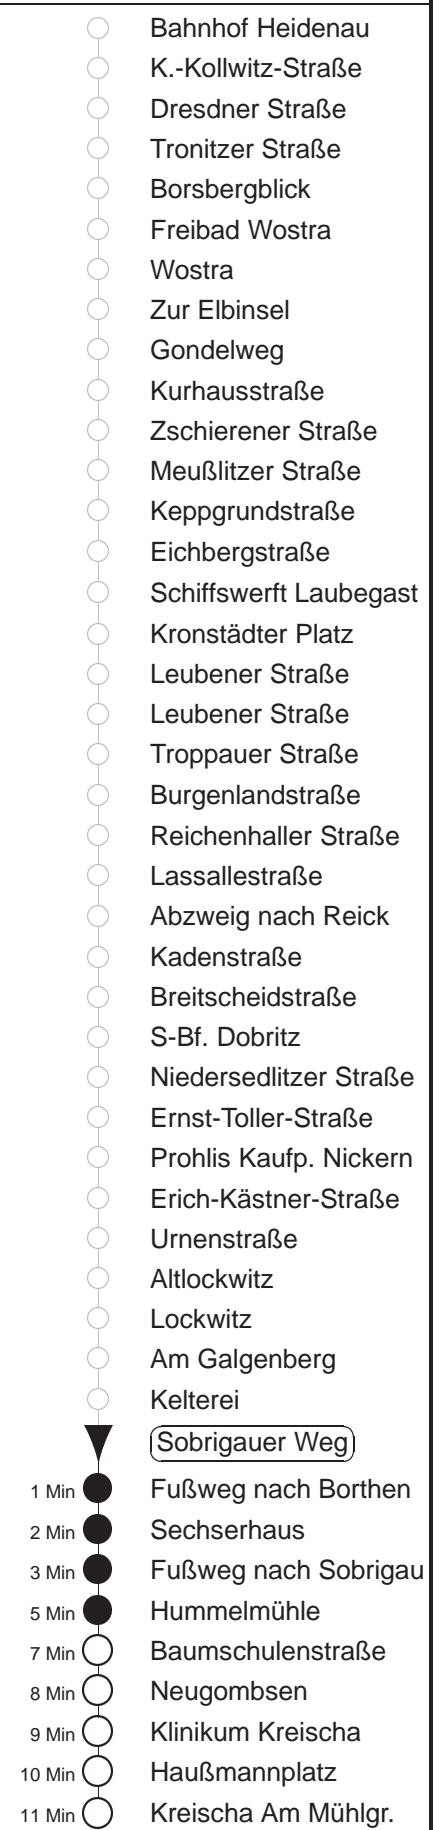 Bahnhof Heidenau
K.-Kollwitz-Straße
Dresdner Straße
Tronitzer Straße
Borsbergblick
Freibad Wostra
Wostra
Zur Elbinsel
Gondelweg
Kurhausstraße
Zschierener Straße
Meußlitzer Straße
Keppgrundstraße
Eichbergstraße
Schiffswerft Laubegast
Kronstädter Platz
Leubener Straße
Leubener Straße
Troppauer Straße
Burgenlandstraße
Reichenhaller Straße
Lassallestraße
Abzweig nach Reick
Kadenstraße
Breitscheidstraße
S-Bf. Dobritz
Niedersedlitzer Straße
Ernst-Toller-Straße
Prohlis Kaufp. Nickern
Erich-Kästner-Straße
Urnenstraße
Altlockwitz
Lockwitz
Am Galgenberg
Kelterei
Sobrigauer Weg
1 Min Fußweg nach Borthen
2 Min Sechserhaus
3 Min Fußweg nach Sobrigau
5 Min Hummelmühle
7 Min Baumschulenstraße
8 Min Neugombsen
9 Min Klinikum Kreischa
10 Min Haußmannplatz
11 Min Kreischa Am Mühlgr.